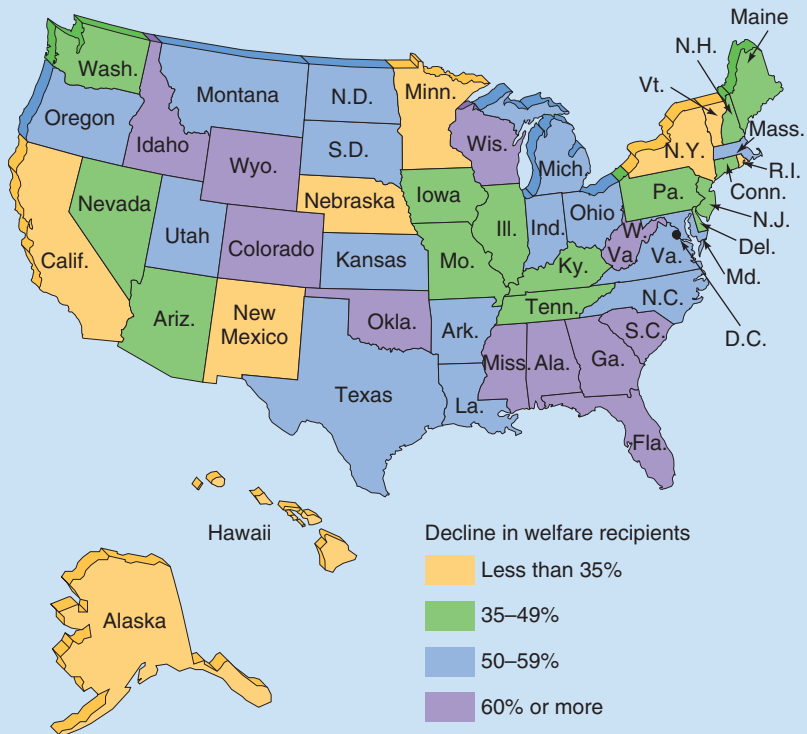 Maine
N.H.
Vt.
Wash.
Montana
N.D.
Minn.
Oregon
Mass.
Idaho
S.D.
Wis.
N.Y.
R.I.
Wyo.
Mich.
Conn.
Nebraska
Iowa
Pa.
Nevada
N.J.
Utah
Ill.
Ind.
Ohio
Del.
Colorado
W.
Va.
Calif.
Kansas
Mo.
Va.
Md.
Ky.
N.C.
Ariz.
New
Mexico
Okla.
Tenn.
D.C.
Ark.
S.C.
Miss.
Ala.
Ga.
Texas
La.
Fla.
Hawaii
Alaska
Decline in welfare recipients
Less than 35%
35–49%
50–59%
60% or more